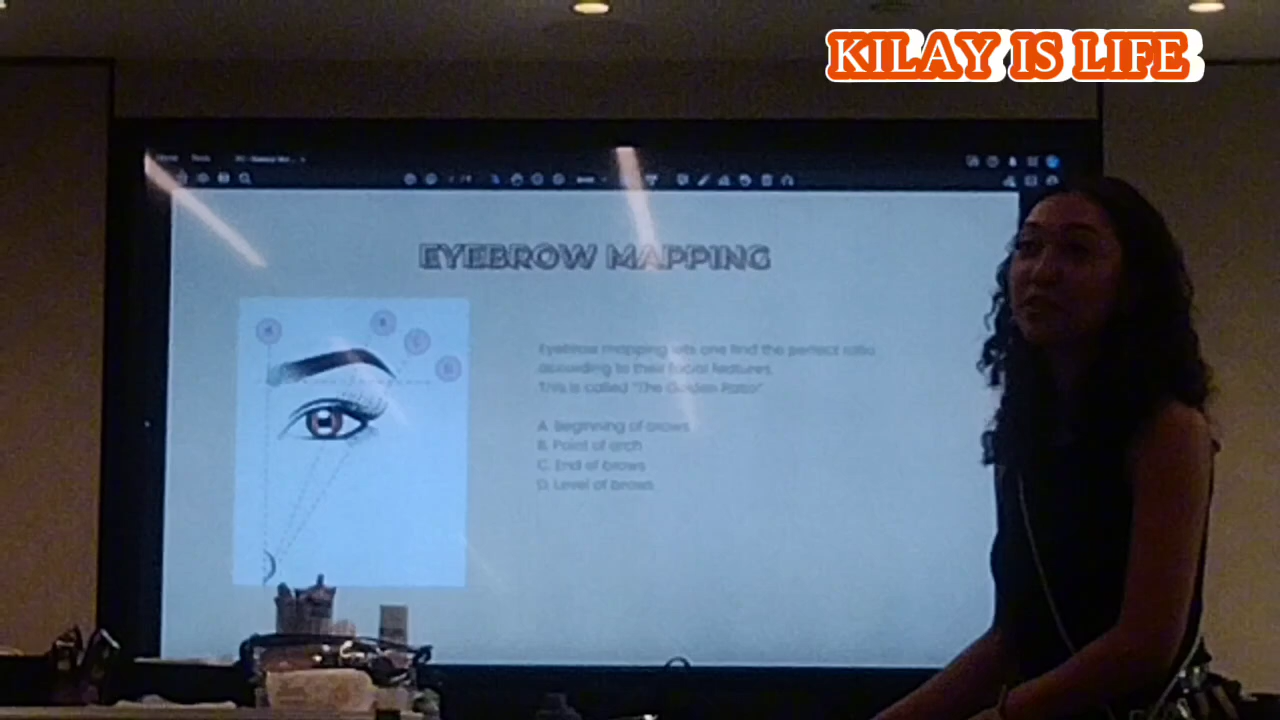 KILAY IS LIFE
Tools
EYEBROW MAPPING
A
B
C
D
Eyebrow mapping lets one find the perfect ratio
according to their facial features.
This is called "The Golden Ratio"
A. Beginning of brows
B. Point of arch
C. End of brows
D. Level of brows